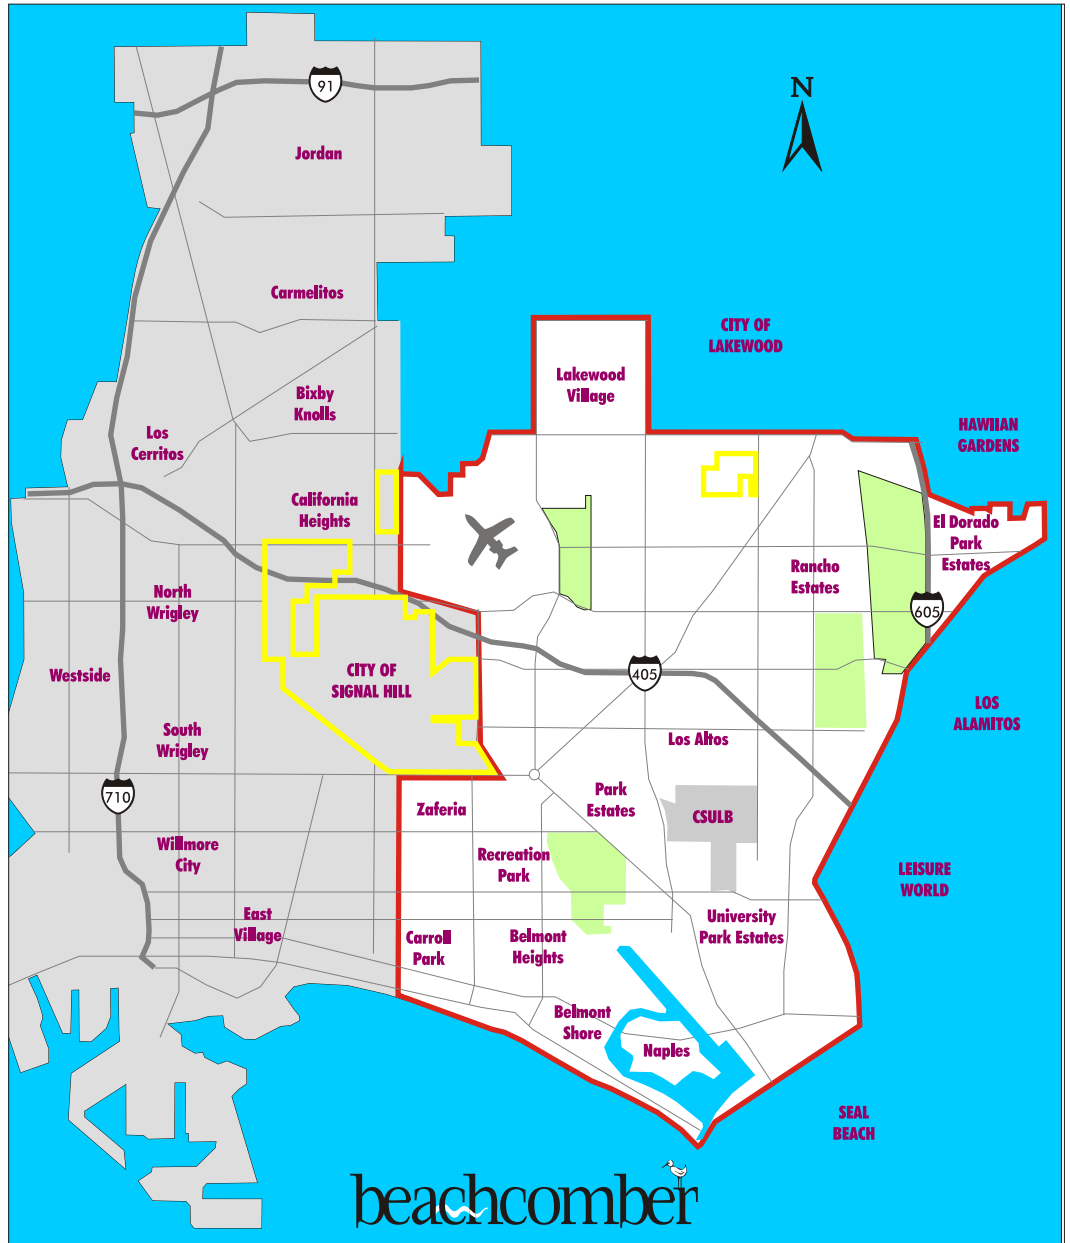 91
N
Jordan
Carmelitos
CITY OF
LAKEWOOD
Lakewood
Village
Bixby
Knolls
HAWIIAN
GARDENS
Los
Cerritos
California
Heights
El Dorado
Park
Estates
Rancho
Estates
North
Wrigley
605
Westside
CITY OF
SIGNAL HILL
405
LOS
ALAMITOS
South
Wrigley
Los Altos
710
Park
Estates
Zaferia
CSULB
Willmore
City
Recreation
Park
LEISURE
WORLD
East
Village
University
Park Estates
Carroll
Park
Belmont
Heights
Belmont
Shore
Naples
SEAL
BEACH
beachcomber